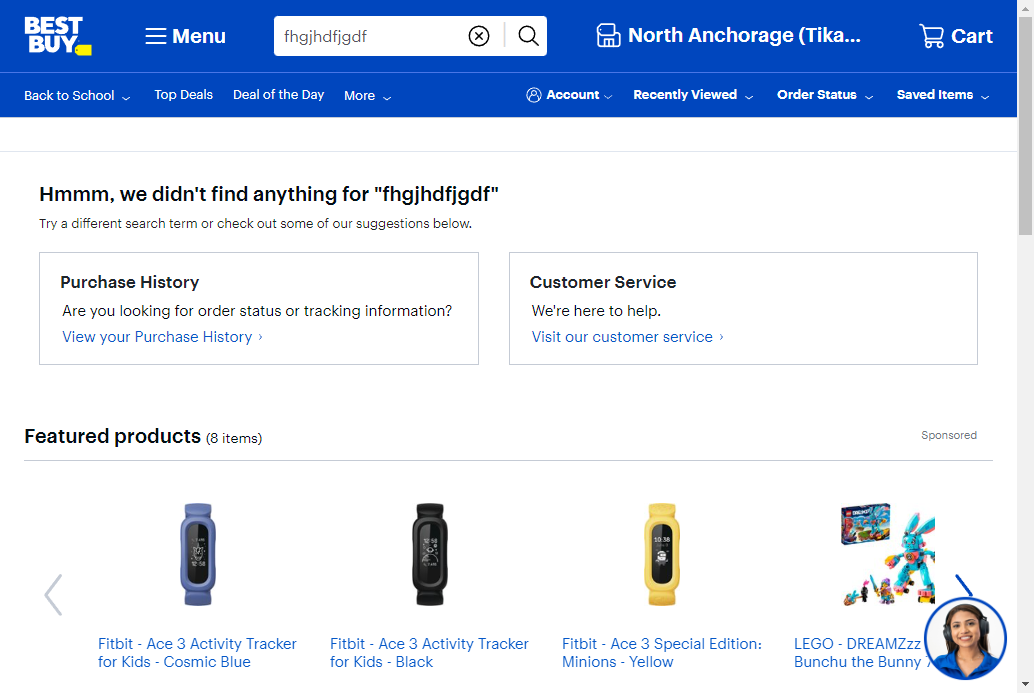 BEST BUY
Menu
fhgjhdfjgdf
North Anchorage (Tika...
Cart
Back to School
Top Deals
Deal of the Day
More
Account
Recently Viewed
Order Status
Saved Items
Hmmm, we didn't find anything for "fhgjhdfjgdf"
Try a different search term or check out some of our suggestions below.
Purchase History
Are you looking for order status or tracking information?
View your Purchase History ›
Customer Service
We're here to help.
Visit our customer service ›
Featured products (8 items)
Sponsored
Fitbit - Ace 3 Activity Tracker
for Kids - Cosmic Blue
Fitbit - Ace 3 Activity Tracker
for Kids - Black
Fitbit - Ace 3 Special Edition:
Minions - Yellow
LEGO - DREAMZzz
Bunchu the Bunny